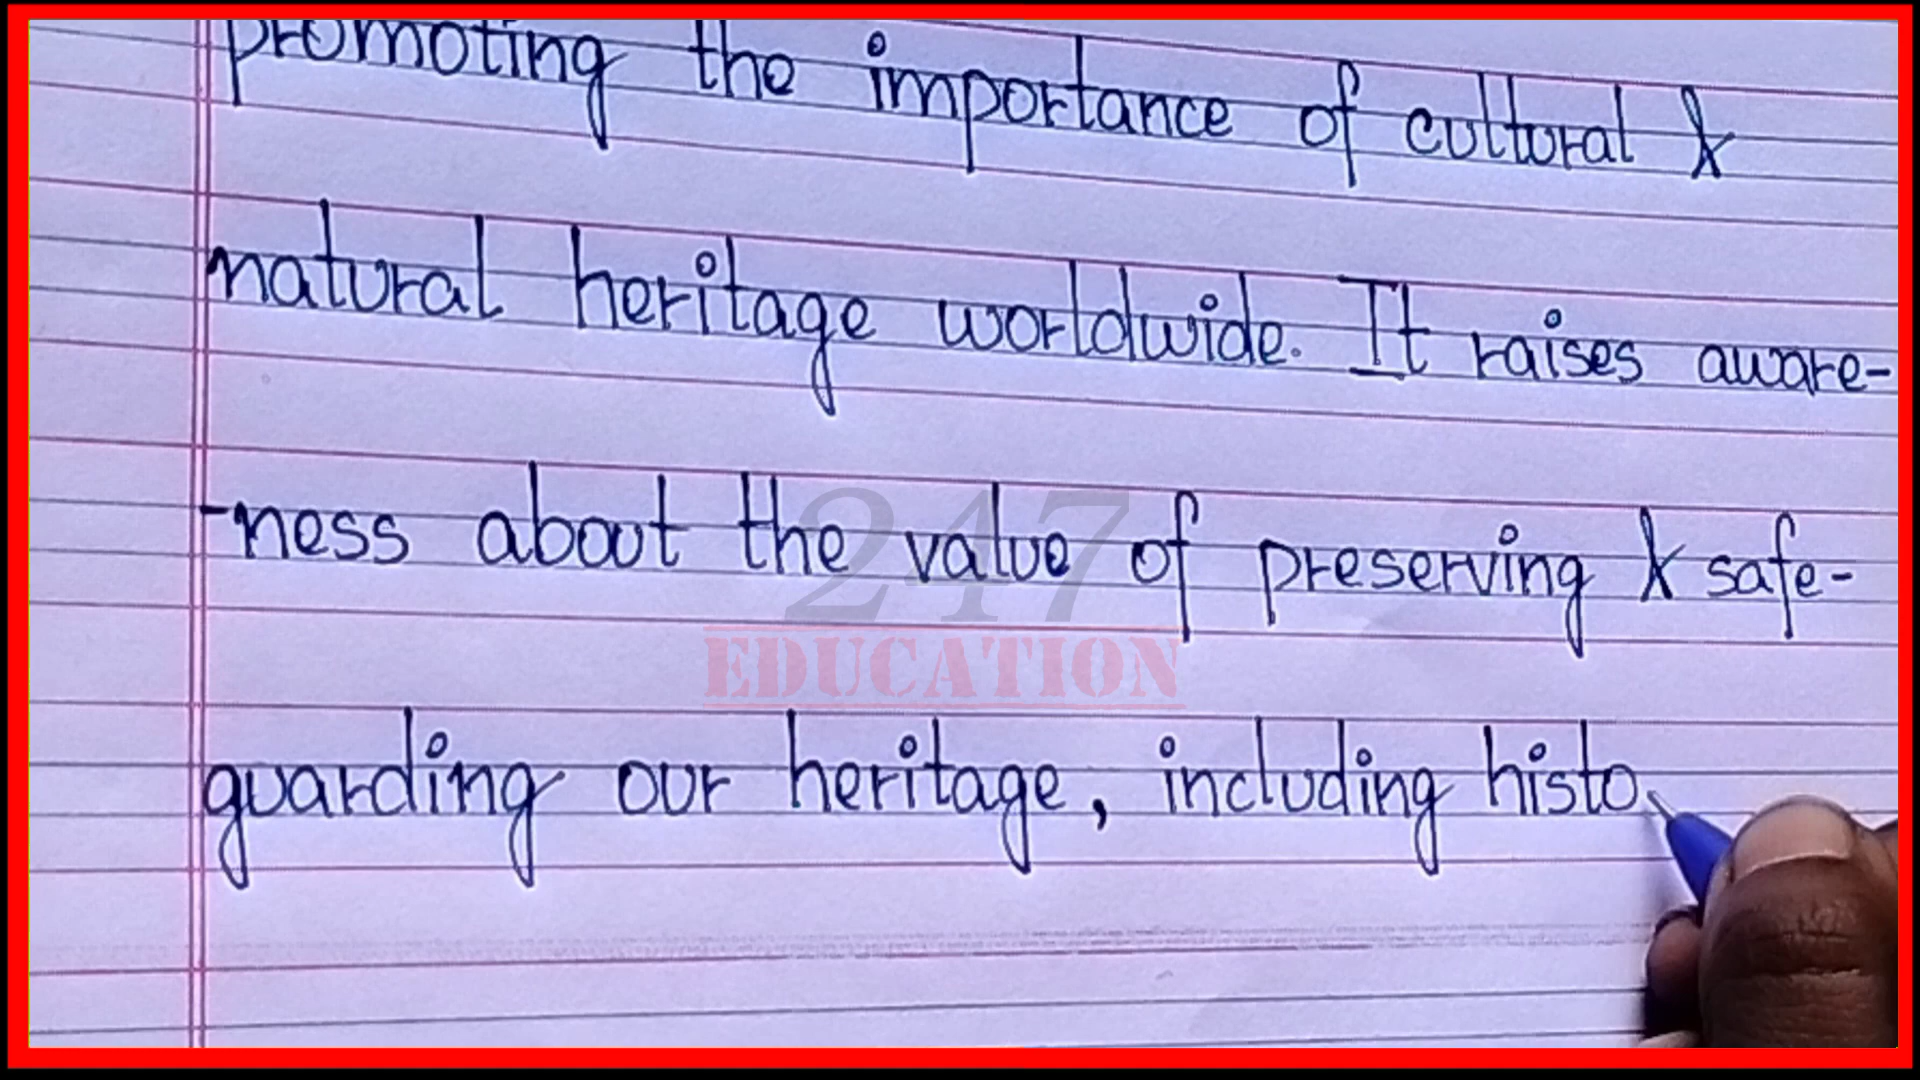 promoting the importance of cultural &
natural heritage worldwide. It raises aware-
-ness about the value of preserving & safe-
247
EDUCATION
guarding our heritage, including histo